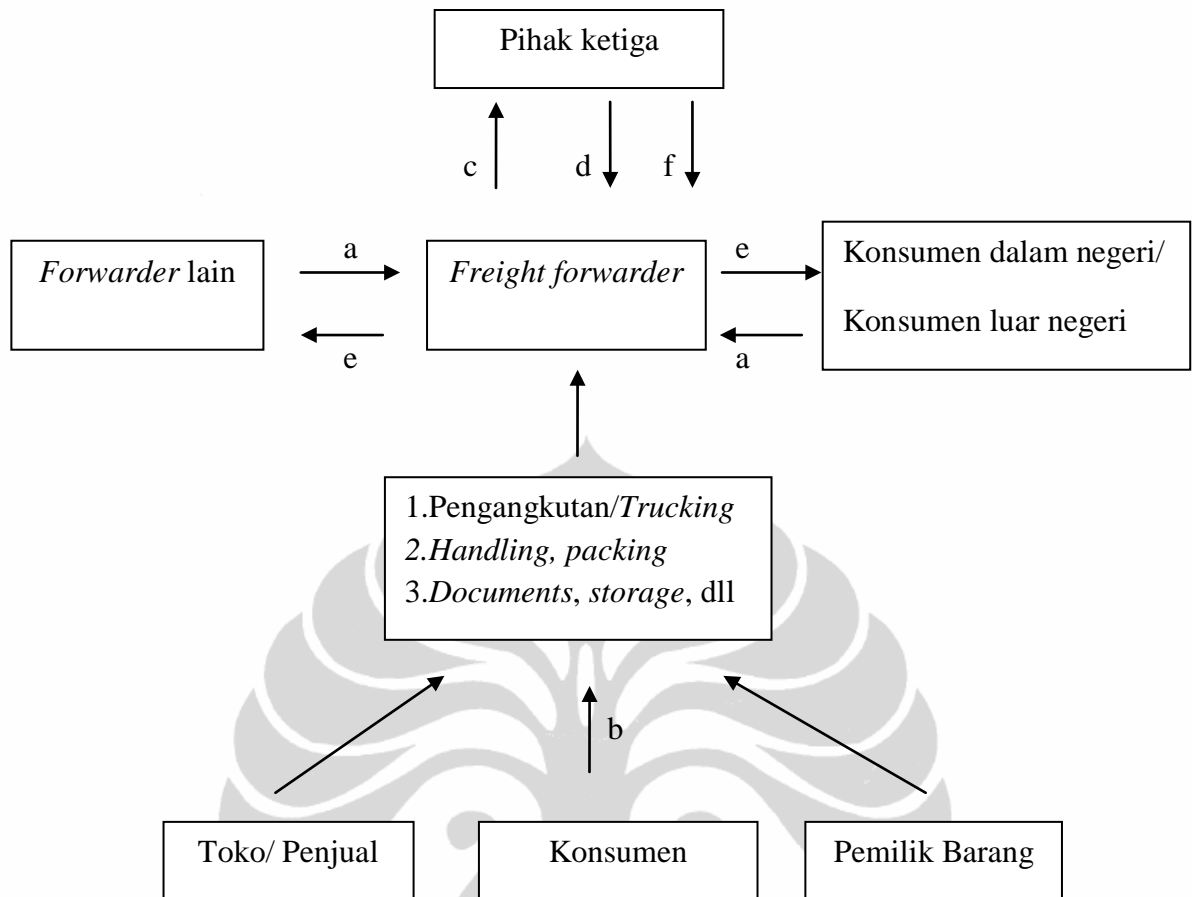 Pihak ketiga
c
d
f
Forwarder lain
a
e
Freight forwarder
e
a
Konsumen dalam negeri/
Konsumen luar negeri
1.Pengangkutan/Trucking
2.Handling, packing
3.Documents, storage, dll
b
Toko/ Penjual
Konsumen
Pemilik Barang